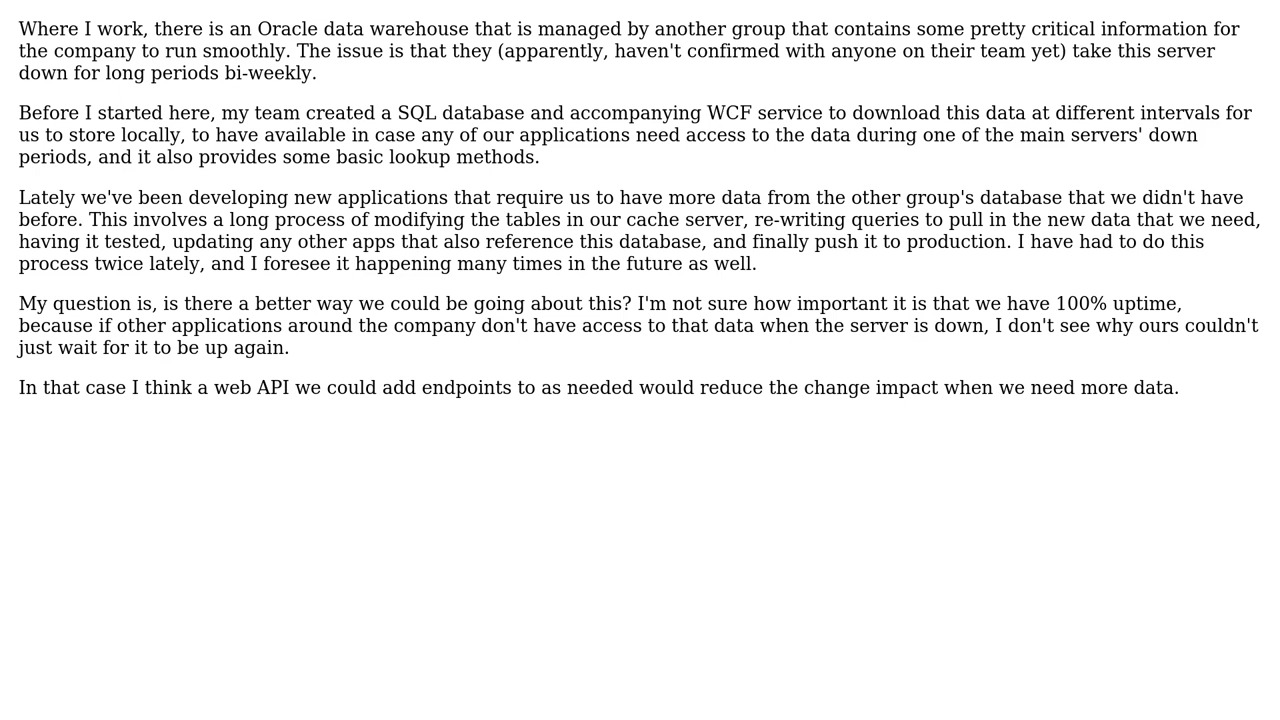 Where I work, there is an Oracle data warehouse that is managed by another group that contains some pretty critical information for
the company to run smoothly. The issue is that they (apparently, haven't confirmed with anyone on their team yet) take this server
down for long periods bi-weekly.
Before I started here, my team created a SQL database and accompanying WCF service to download this data at different intervals for
us to store locally, to have available in case any of our applications need access to the data during one of the main servers' down
periods, and it also provides some basic lookup methods.
Lately we've been developing new applications that require us to have more data from the other group's database that we didn't have
before. This involves a long process of modifying the tables in our cache server, re-writing queries to pull in the new data that we need,
having it tested, updating any other apps that also reference this database, and finally push it to production. I have had to do this
process twice lately, and I foresee it happening many times in the future as well.
My question is, is there a better way we could be going about this? I'm not sure how important it is that we have 100% uptime,
because if other applications around the company don't have access to that data when the server is down, I don't see why ours couldn't
just wait for it to be up again.
In that case I think a web API we could add endpoints to as needed would reduce the change impact when we need more data.